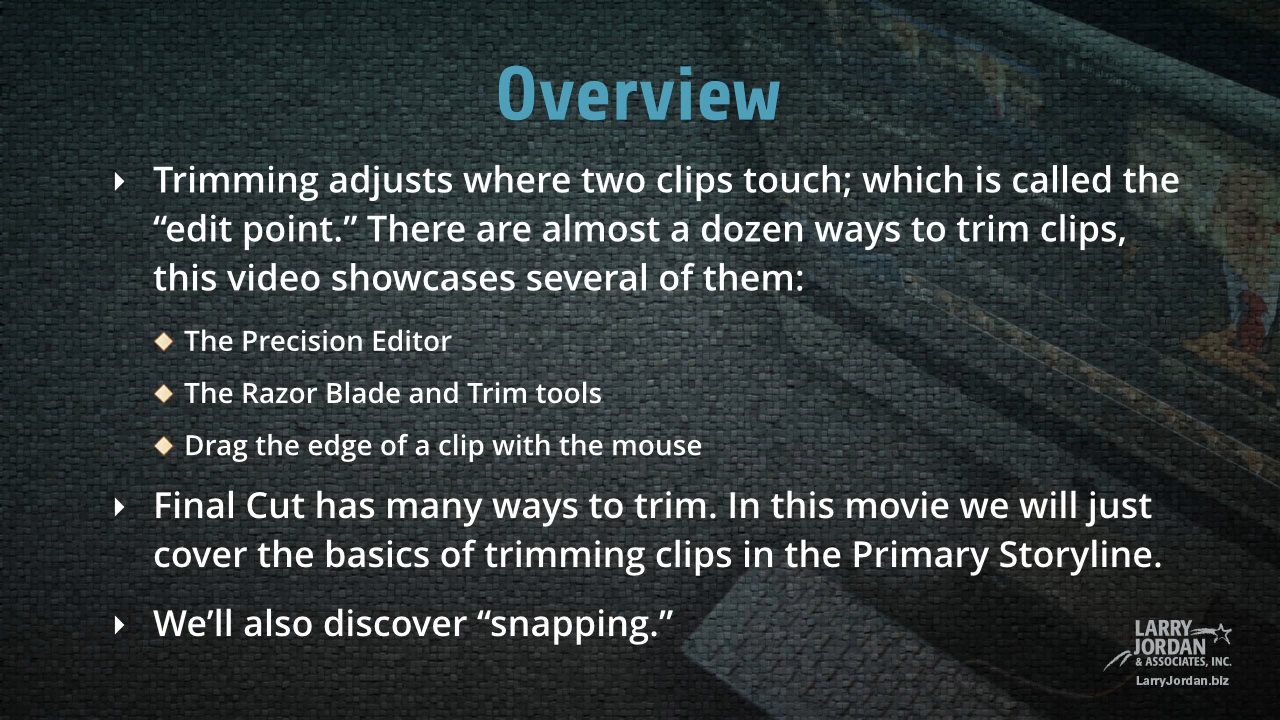 Overview
Trimming adjusts where two clips touch; which is called the
“edit point.” There are almost a dozen ways to trim clips,
this video showcases several of them:
The Precision Editor
The Razor Blade and Trim tools
Drag the edge of a clip with the mouse
Final Cut has many ways to trim. In this movie we will just
cover the basics of trimming clips in the Primary Storyline.
We’ll also discover “snapping.”
LARRY
JORDAN
& ASSOCIATES, INC.
LarryJordan.biz